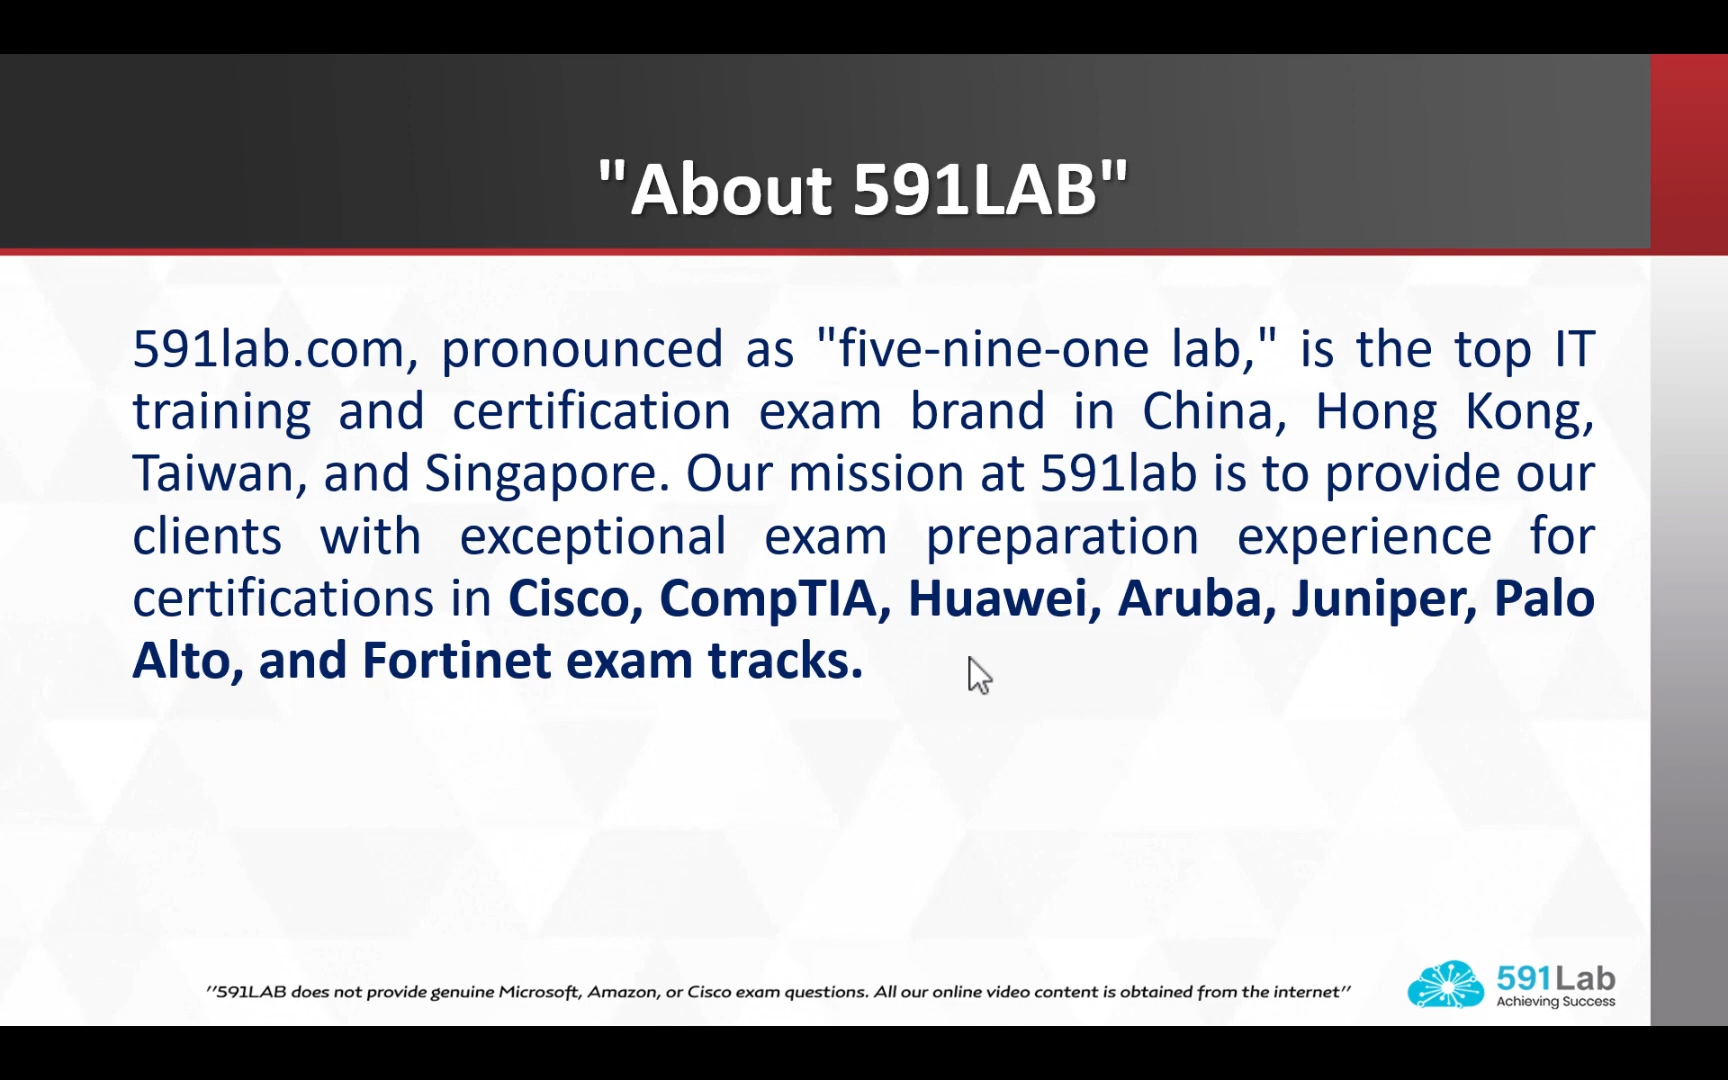 "About 591LAB"
591lab.com, pronounced as "five-nine-one lab," is the top IT
training and certification exam brand in China, Hong Kong,
Taiwan, and Singapore. Our mission at 591lab is to provide our
clients with exceptional exam preparation experience for
certifications in Cisco, CompTIA, Huawei, Aruba, Juniper, Palo
Alto, and Fortinet exam tracks.
"591LAB does not provide genuine Microsoft, Amazon, or Cisco exam questions. All our online video content is obtained from the internet"
591Lab
Achieving Success